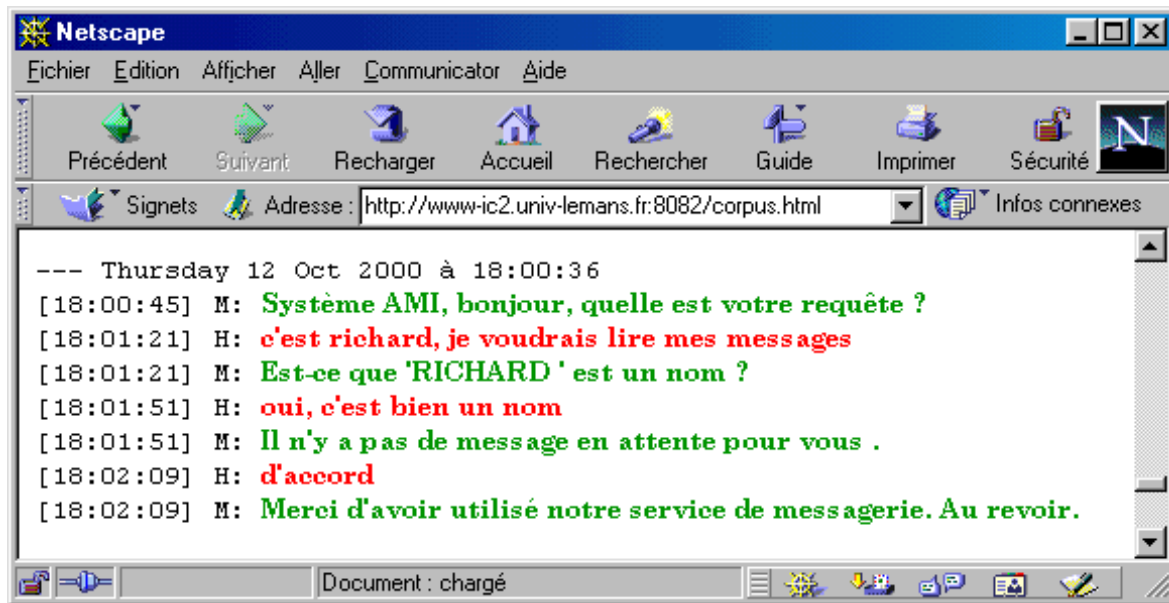 Netscape
Fichier Edition Afficher Aller Communicator Aide
Précédent Suivant Recharger Accueil Rechercher Guide Imprimer Sécurité N
Signets Adresse : http://www-ic2.univ-lemans.fr:8082/corpus.html Infos connexes
--- Thursday 12 Oct 2000 à 18:00:36
[18:00:45] M: Système AMI, bonjour, quelle est votre requête ?
[18:01:21] H: c'est richard, je voudrais lire mes messages
[18:01:21] M: Est-ce que 'RICHARD ' est un nom ?
[18:01:51] H: oui, c'est bien un nom
[18:01:51] M: Il n'y a pas de message en attente pour vous .
[18:02:09] H: d'accord
[18:02:09] M: Merci d'avoir utilisé notre service de messagerie. Au revoir.
Document : chargé